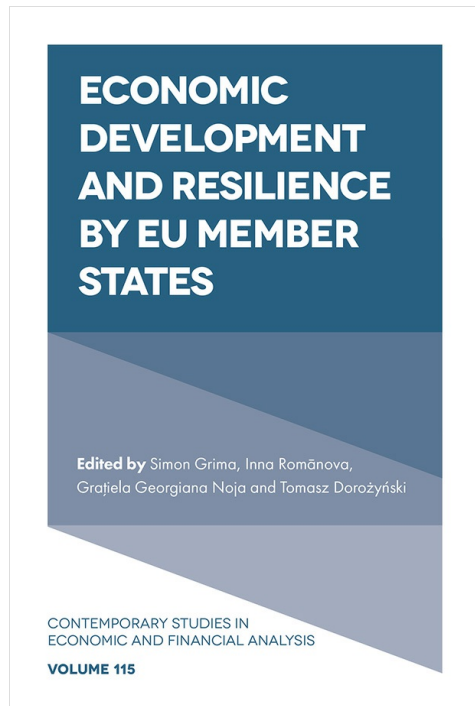 ECONOMIC
DEVELOPMENT
AND RESILIENCE
BY EU MEMBER
STATES
Edited by Simon Grima, Inna Romānova,
Grațiela Georgiana Noja and Tomasz Dorożyński
CONTEMPORARY STUDIES IN
ECONOMIC AND FINANCIAL ANALYSIS
VOLUME 115